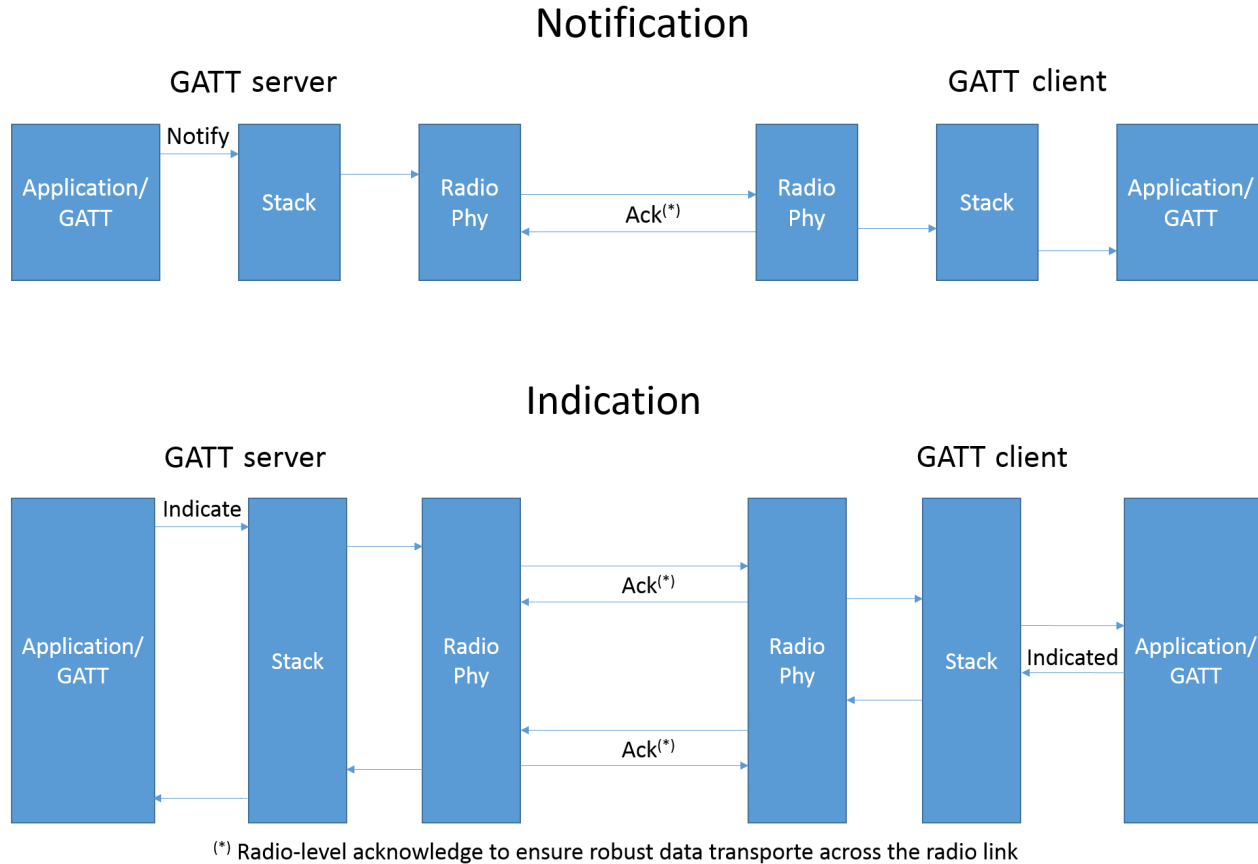 Notification
GATT server
GATT client
Notify
Application/
GATT
Stack
Radio
Phy
Ack(*)
Radio
Phy
Stack
Application/
GATT
Indication
GATT server
GATT client
Indicate
Application/
GATT
Stack
Radio
Phy
Ack(*)
Ack(*)
Radio
Phy
Stack
Indicated
Application/
GATT
(*) Radio-level acknowledge to ensure robust data transporte across the radio link